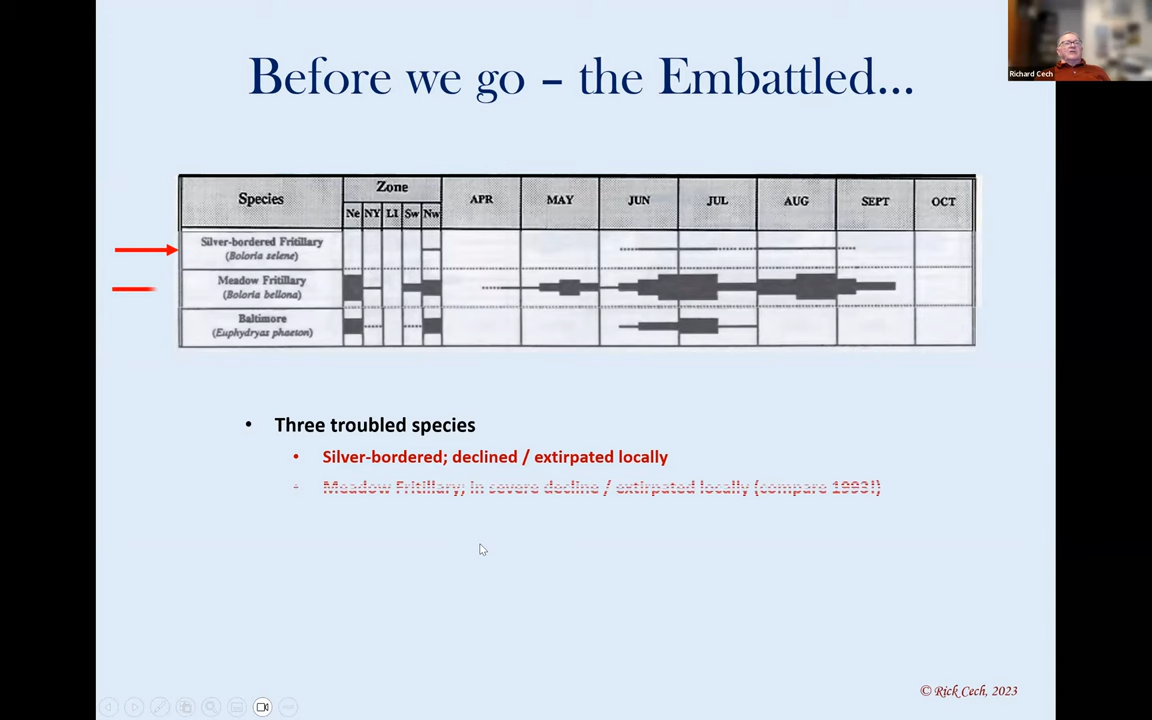 Richard Cech
Before we go – the Embattled...
Species
Zone
Ne NY LI Sw Nw
APR MAY JUN JUL AUG SEPT OCT
Silver-bordered Fritillary
(Boloria selene)
Meadow Fritillary
(Boloria bellona)
Baltimore
(Euphydryas phaeton)
• Three troubled species
• Silver-bordered; declined / extirpated locally
• Meadow Fritillary; in severe decline / extirpated locally (compare 1993!)
© Rick Cech, 2023